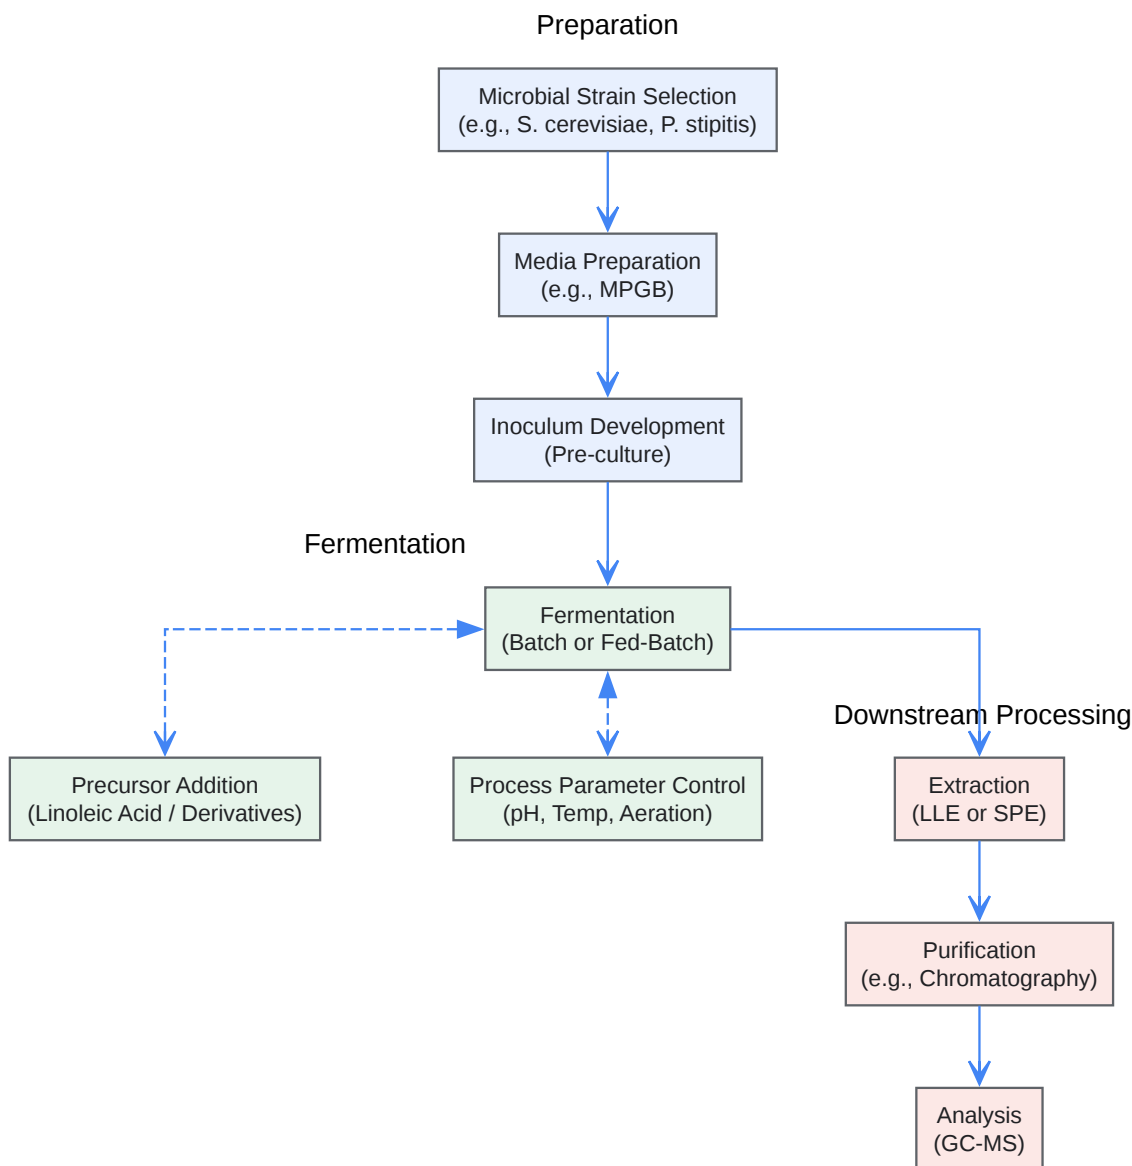 Preparation
Microbial Strain Selection
(e.g., S. cerevisiae, P. stipitis)
Media Preparation
(e.g., MPGB)
Inoculum Development
(Pre-culture)
Fermentation
Fermentation
(Batch or Fed-Batch)
Downstream Processing
Precursor Addition
(Linoleic Acid / Derivatives)
Process Parameter Control
(pH, Temp, Aeration)
Extraction
(LLE or SPE)
Purification
(e.g., Chromatography)
Analysis
(GC-MS)